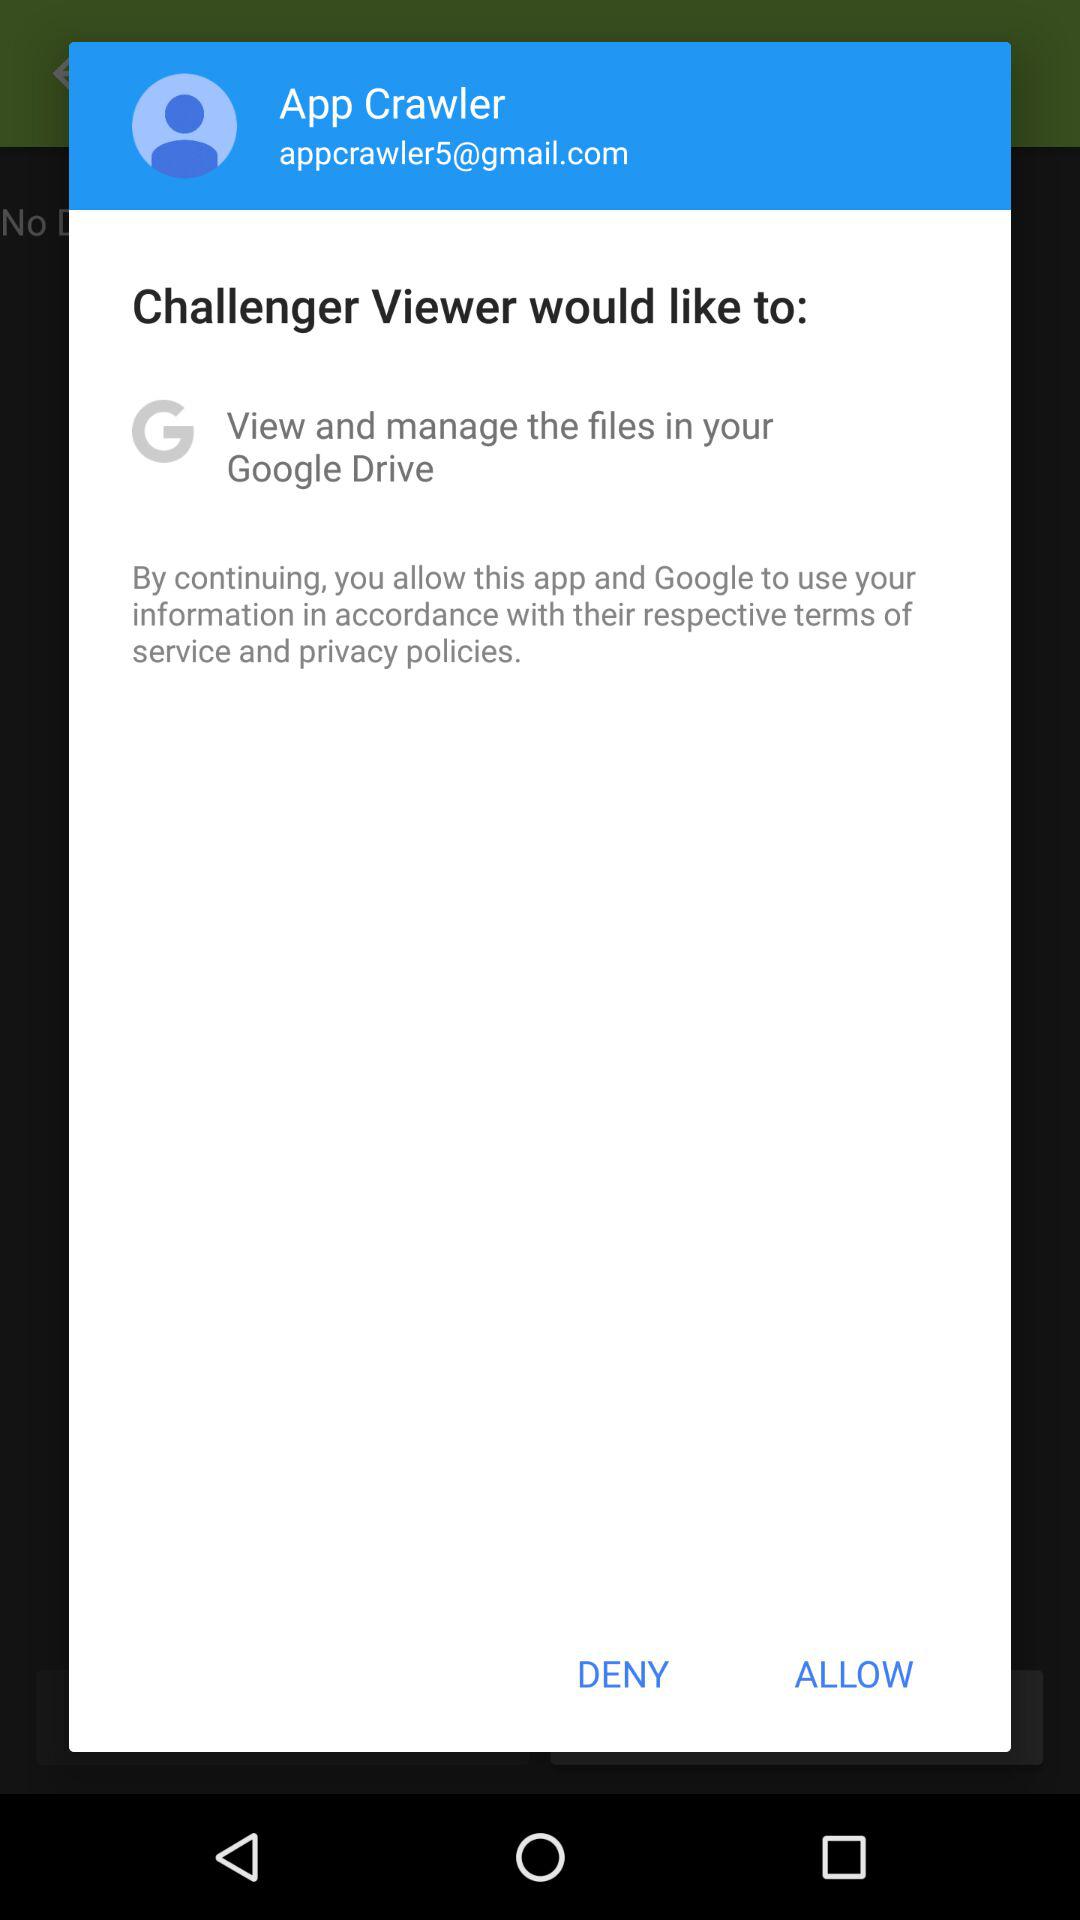 App Crawler
appcrawler5@gmail.com
No
Challenger Viewer would like to:
View and manage the files in your
Google Drive
By continuing, you allow this app and Google to use your
information in accordance with their respective terms of
service and privacy policies.
DENY ALLOW